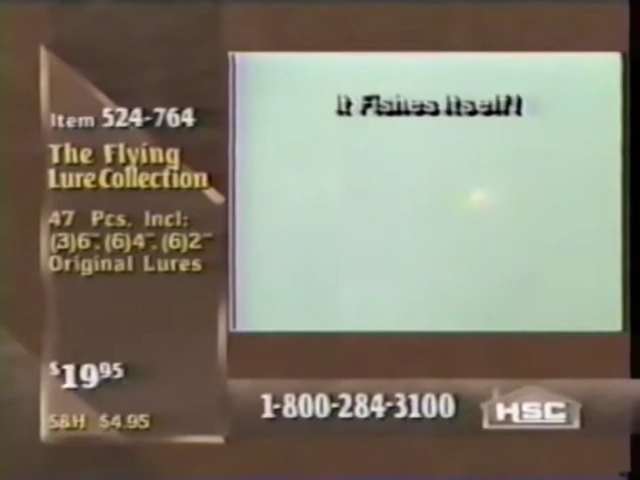 Item 524-764
The Flying
Lure Collection
47 Pcs. Incl:
(3)6", (6)4", (6)2"
Original Lures
$19.95
S&H $4.95
It Fishes Itself!
1-800-284-3100
HSC